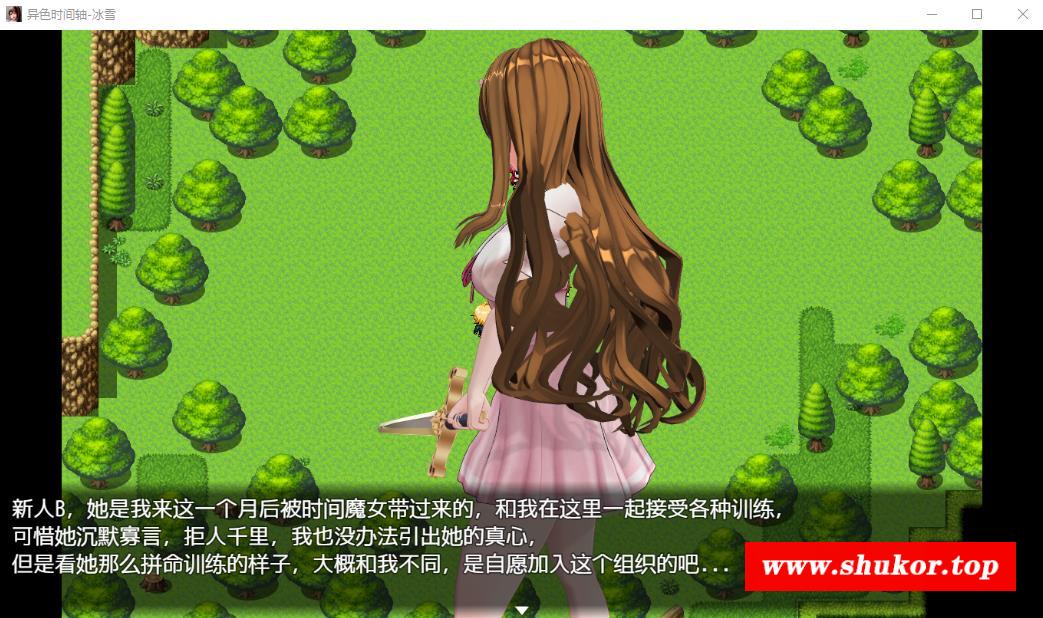 异色时间轴-冰雪
新人B，她是我来这一个月后被时间魔女带过来的，和我在这里一起接受各种训练，
可惜她沉默寡言，拒人千里，我也没办法引出她的真心，
但是看她那么拼命训练的样子，大概和我不同，是自愿加入这个组织的吧...
www.shukor.top